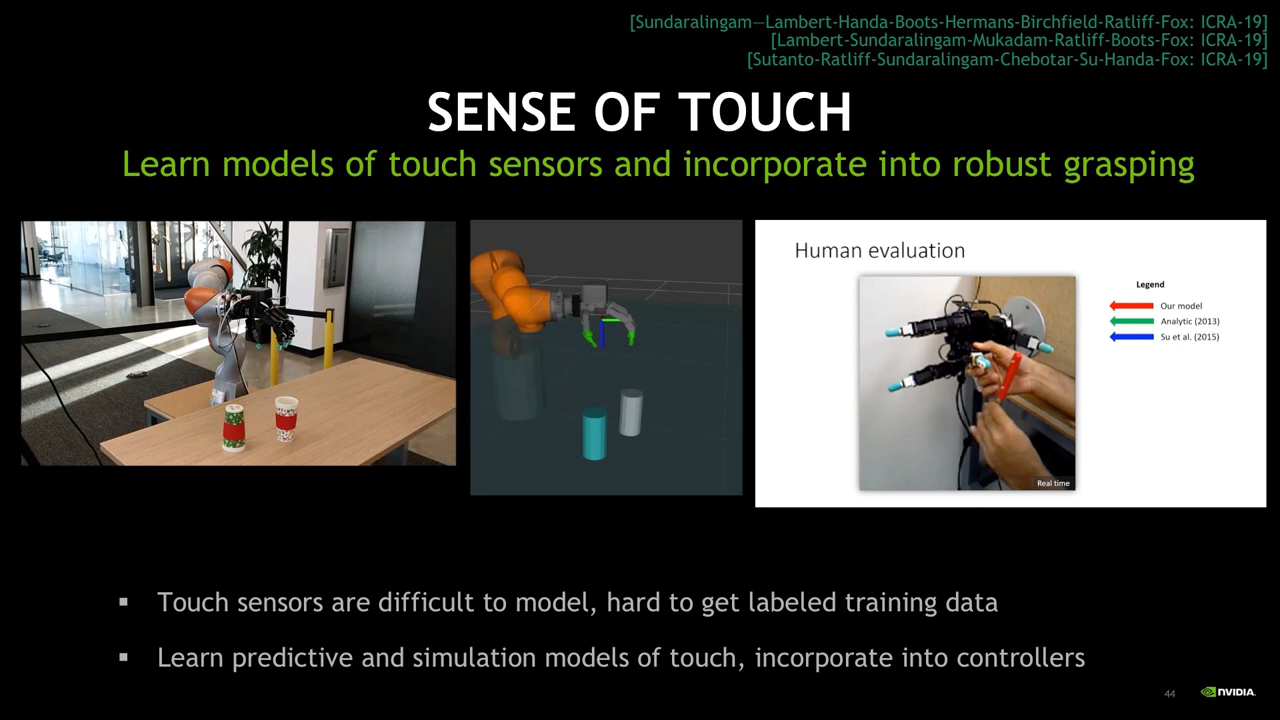 [Sundaralingam—Lambert-Handa-Boots-Hermans-Birchfield-Ratliff-Fox: ICRA-19]
[Lambert-Sundaralingam-Mukadam-Ratliff-Boots-Fox: ICRA-19]
[Sutanto-Ratliff-Sundaralingam-Chebotar-Su-Handa-Fox: ICRA-19]
SENSE OF TOUCH
Learn models of touch sensors and incorporate into robust grasping
Human evaluation
Legend
Our model
Analytic (2013)
Su et al. (2015)
Real time
▪ Touch sensors are difficult to model, hard to get labeled training data
▪ Learn predictive and simulation models of touch, incorporate into controllers
44
NVIDIA.